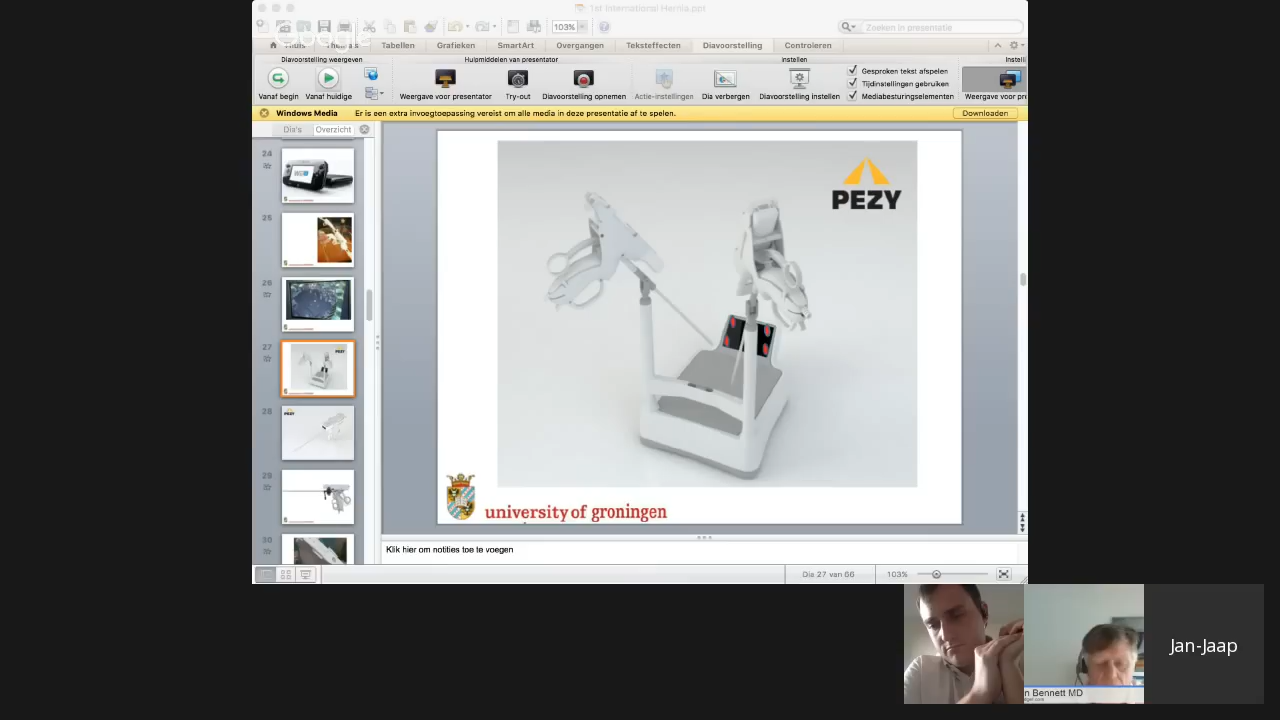 1st International Hernia.ppt
Google
103%
Zoeken in presentatie
Thuis
Tabellen
Grafieken
SmartArt
Overgangen
Teksteffecten
Diavoorstelling
Controleren
Diavoorstelling weergeven
Hulpmiddelen van presentator
Instellen
Vanaf begin
Vanaf huidige
Weergave voor presentator
Try-out
Diavoorstelling opnemen
Actie-instellingen
Dia verbergen
Diavoorstelling instellen
Gesproken tekst afspelen
Tijdinstellingen gebruiken
Mediabesturingselementen
Windows Media
Er is een extra invoegtoepassing vereist om alle media in deze presentatie af te spelen.
Downloaden
Dia's
Overzicht
24
25
26
27
28
29
30
PEZY
university of groningen
Klik hier om notities toe te voegen
Dia 27 van 66
103%
n Bennett MD
Jan-Jaap